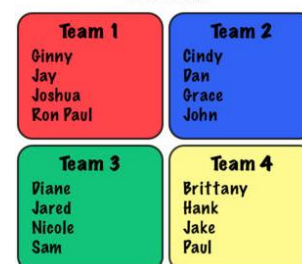 Team 1
Ginny
Jay
Joshua
Ron Paul
Team 2
Cindy
Dan
Grace
John
Team 3
Diane
Jared
Nicole
Sam
Team 4
Brittany
Hank
Jake
Paul